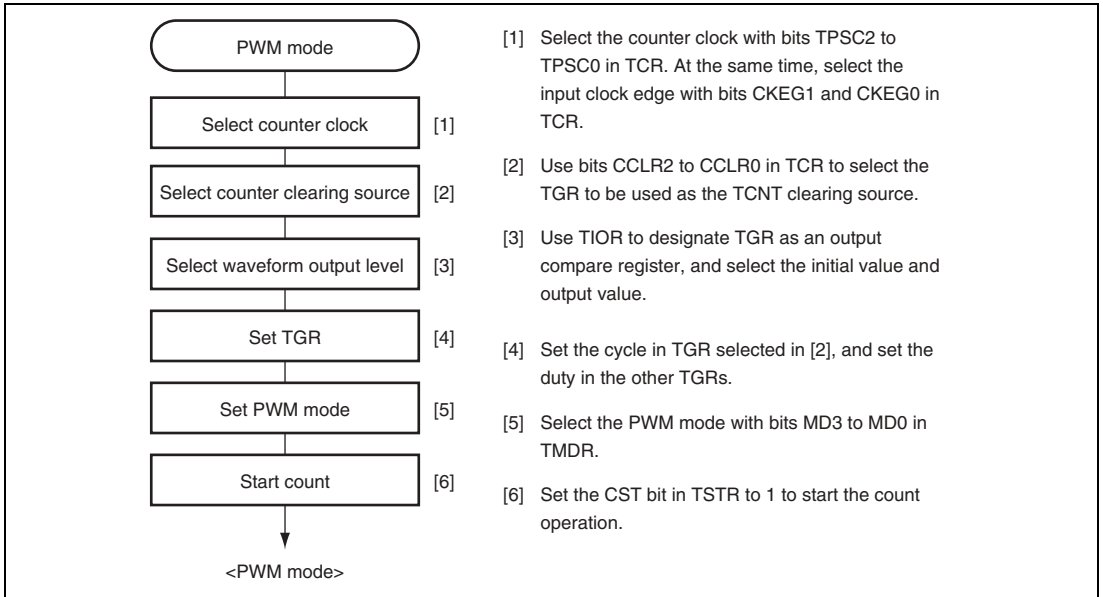 PWM mode
Select counter clock [1]
Select counter clearing source [2]
Select waveform output level [3]
Set TGR [4]
Set PWM mode [5]
Start count [6]
<PWM mode>
[1] Select the counter clock with bits TPSC2 to
TPSC0 in TCR. At the same time, select the
input clock edge with bits CKEG1 and CKEG0 in
TCR.
[2] Use bits CCLR2 to CCLR0 in TCR to select the
TGR to be used as the TCNT clearing source.
[3] Use TIOR to designate TGR as an output
compare register, and select the initial value and
output value.
[4] Set the cycle in TGR selected in [2], and set the
duty in the other TGRs.
[5] Select the PWM mode with bits MD3 to MD0 in
TMDR.
[6] Set the CST bit in TSTR to 1 to start the count
operation.